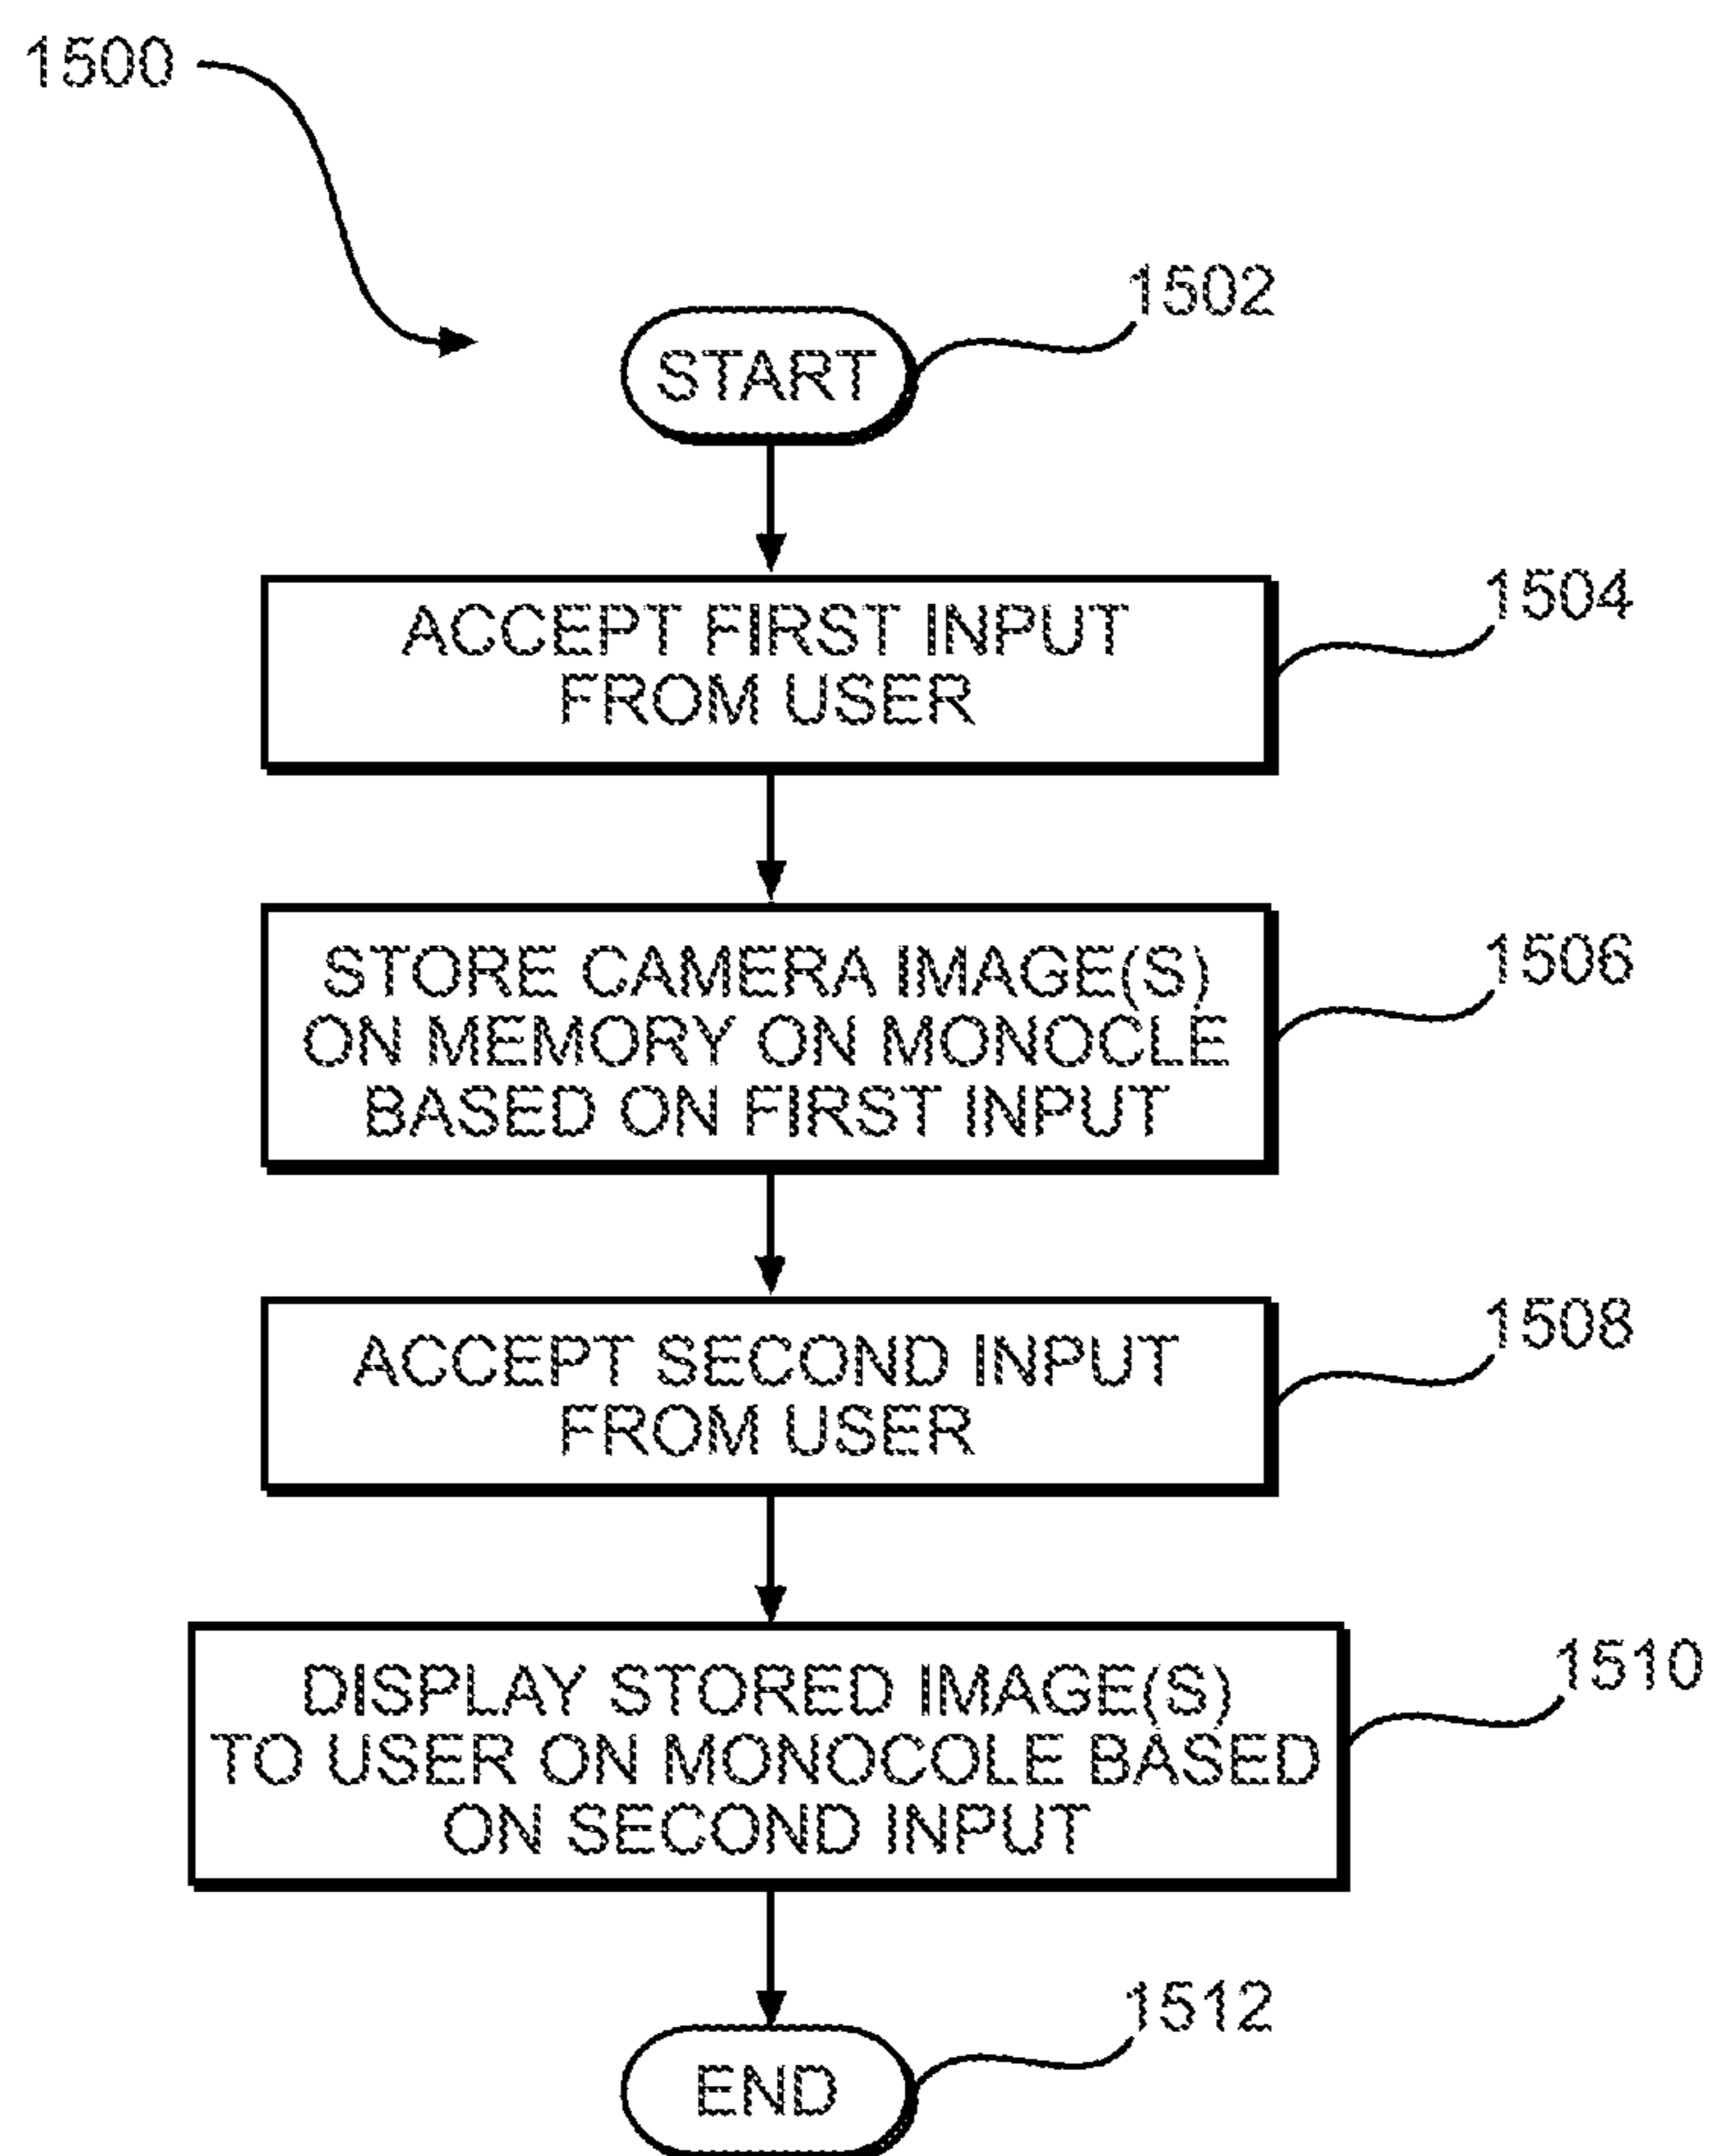 1500
1502
START
1504
ACCEPT FIRST INPUT
FROM USER
1506
STORE CAMERA IMAGE(S)
ON MEMORY ON MONOCLE
BASED ON FIRST INPUT
1508
ACCEPT SECOND INPUT
FROM USER
1510
DISPLAY STORED IMAGE(S)
TO USER ON MONOCOLE BASED
ON SECOND INPUT
1512
END